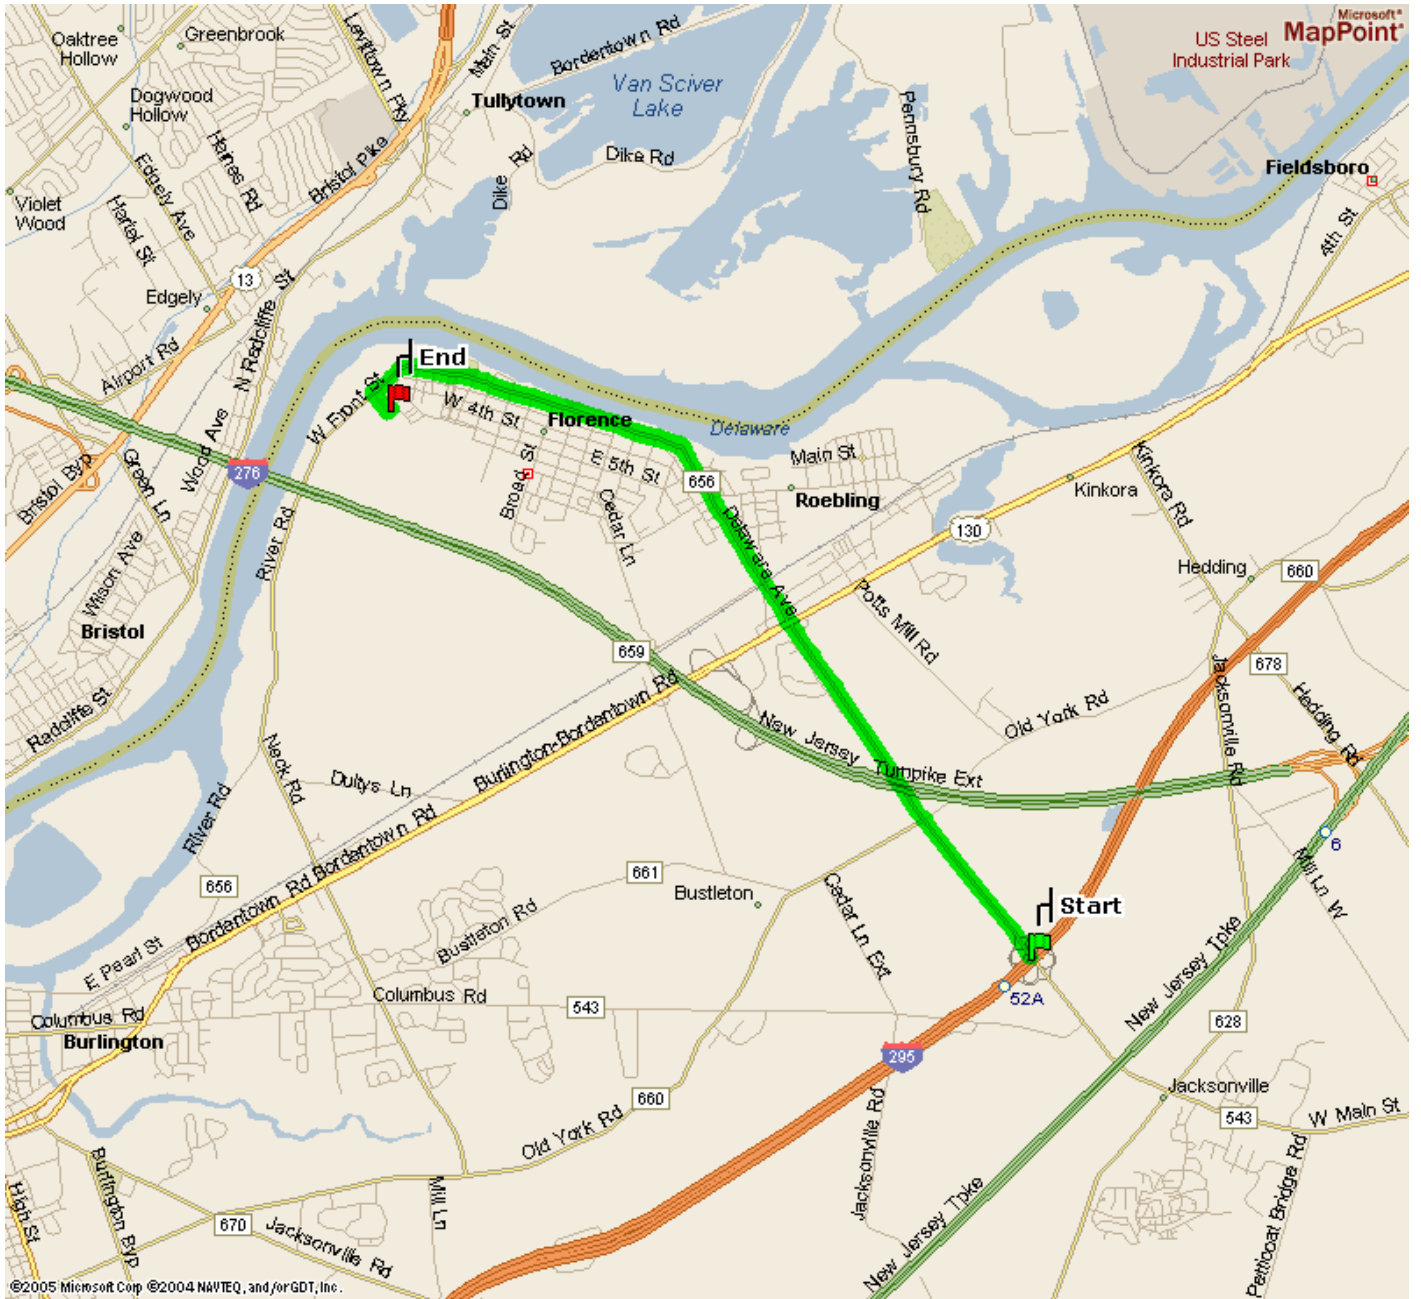 Microsoft®
MapPoint®
US Steel
Industrial Park
Oaktree
Hollow
Greenbrook
Levittown Pky
Main St
Bordentown Rd
Van Sciver
Lake
Dogwood
Hollow
Tullytown
Pennsbury Rd
Haines Rd
Bristol Pike
Dike Rd
Dike Rd
Fieldsboro
Edgely Ave
Violet
Wood
Hartel St
4th St
13
Edgely
N Radcliffe St
Airport Rd
End
W Front St
W 4th St
Florence
Delaware
Wood Ave
Main St
Kinkora Rd
Bristol Byp
Green Ln
276
E 5th St
Broad St
656
Roebling
Kinkora
Cedar Ln
River Rd
Delaware Ave
130
Wilson Ave
Hedding
660
Potts Mill Rd
Bristol
659
678
Jacksonville Rd
Hedding Rd
Radcliffe St
Burlington-Bordentown Rd
Old York Rd
New Jersey Turnpike Ext
Neck Rd
Dultys Ln
River Rd
Bordentown Rd
6
Mill Ln W
656
661
Bustleton
Cedar Ln Ext
Start
Bordentown Rd
Bustleton Rd
E Pearl St
New Jersey Tpke
Columbus Rd
543
52A
Columbus Rd
628
Burlington
295
Jacksonville
660
543
W Main St
Old York Rd
Jacksonville Rd
Burlington Byp
High St
Mill Ln
670
Jacksonville Rd
New Jersey Tpke
Petticoat Bridge Rd
©2005 Microsoft Corp ©2004 NAVTEQ, and/or GDT, Inc.